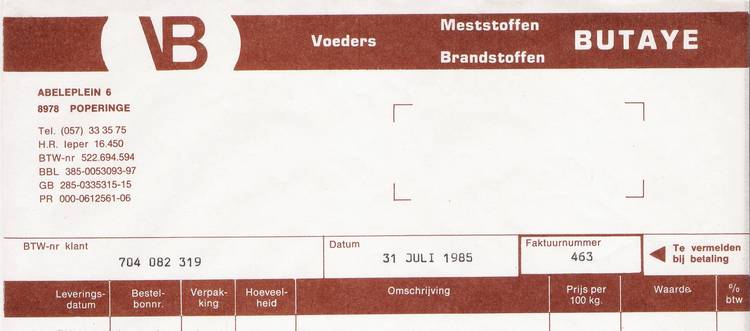 VB
Voeders
Meststoffen
Brandstoffen
BUTAYE
ABELEPLEIN 6
8978 POPERINGE
Tel. (057) 33 35 75
H.R. Ieper 16.450
BTW-nr 522.694.594
BBL 385-0053093-97
GB 285-0335315-15
PR 000-0612561-06
BTW-nr klant
704 082 319
Datum
31 JULI 1985
Faktuurnummer
463
Te vermelden
bij betaling
Leverings-
datum
Bestel-
bonnr.
Verpak-
king
Hoeveel-
heid
Omschrijving
Prijs per
100 kg.
Waarde
%
btw